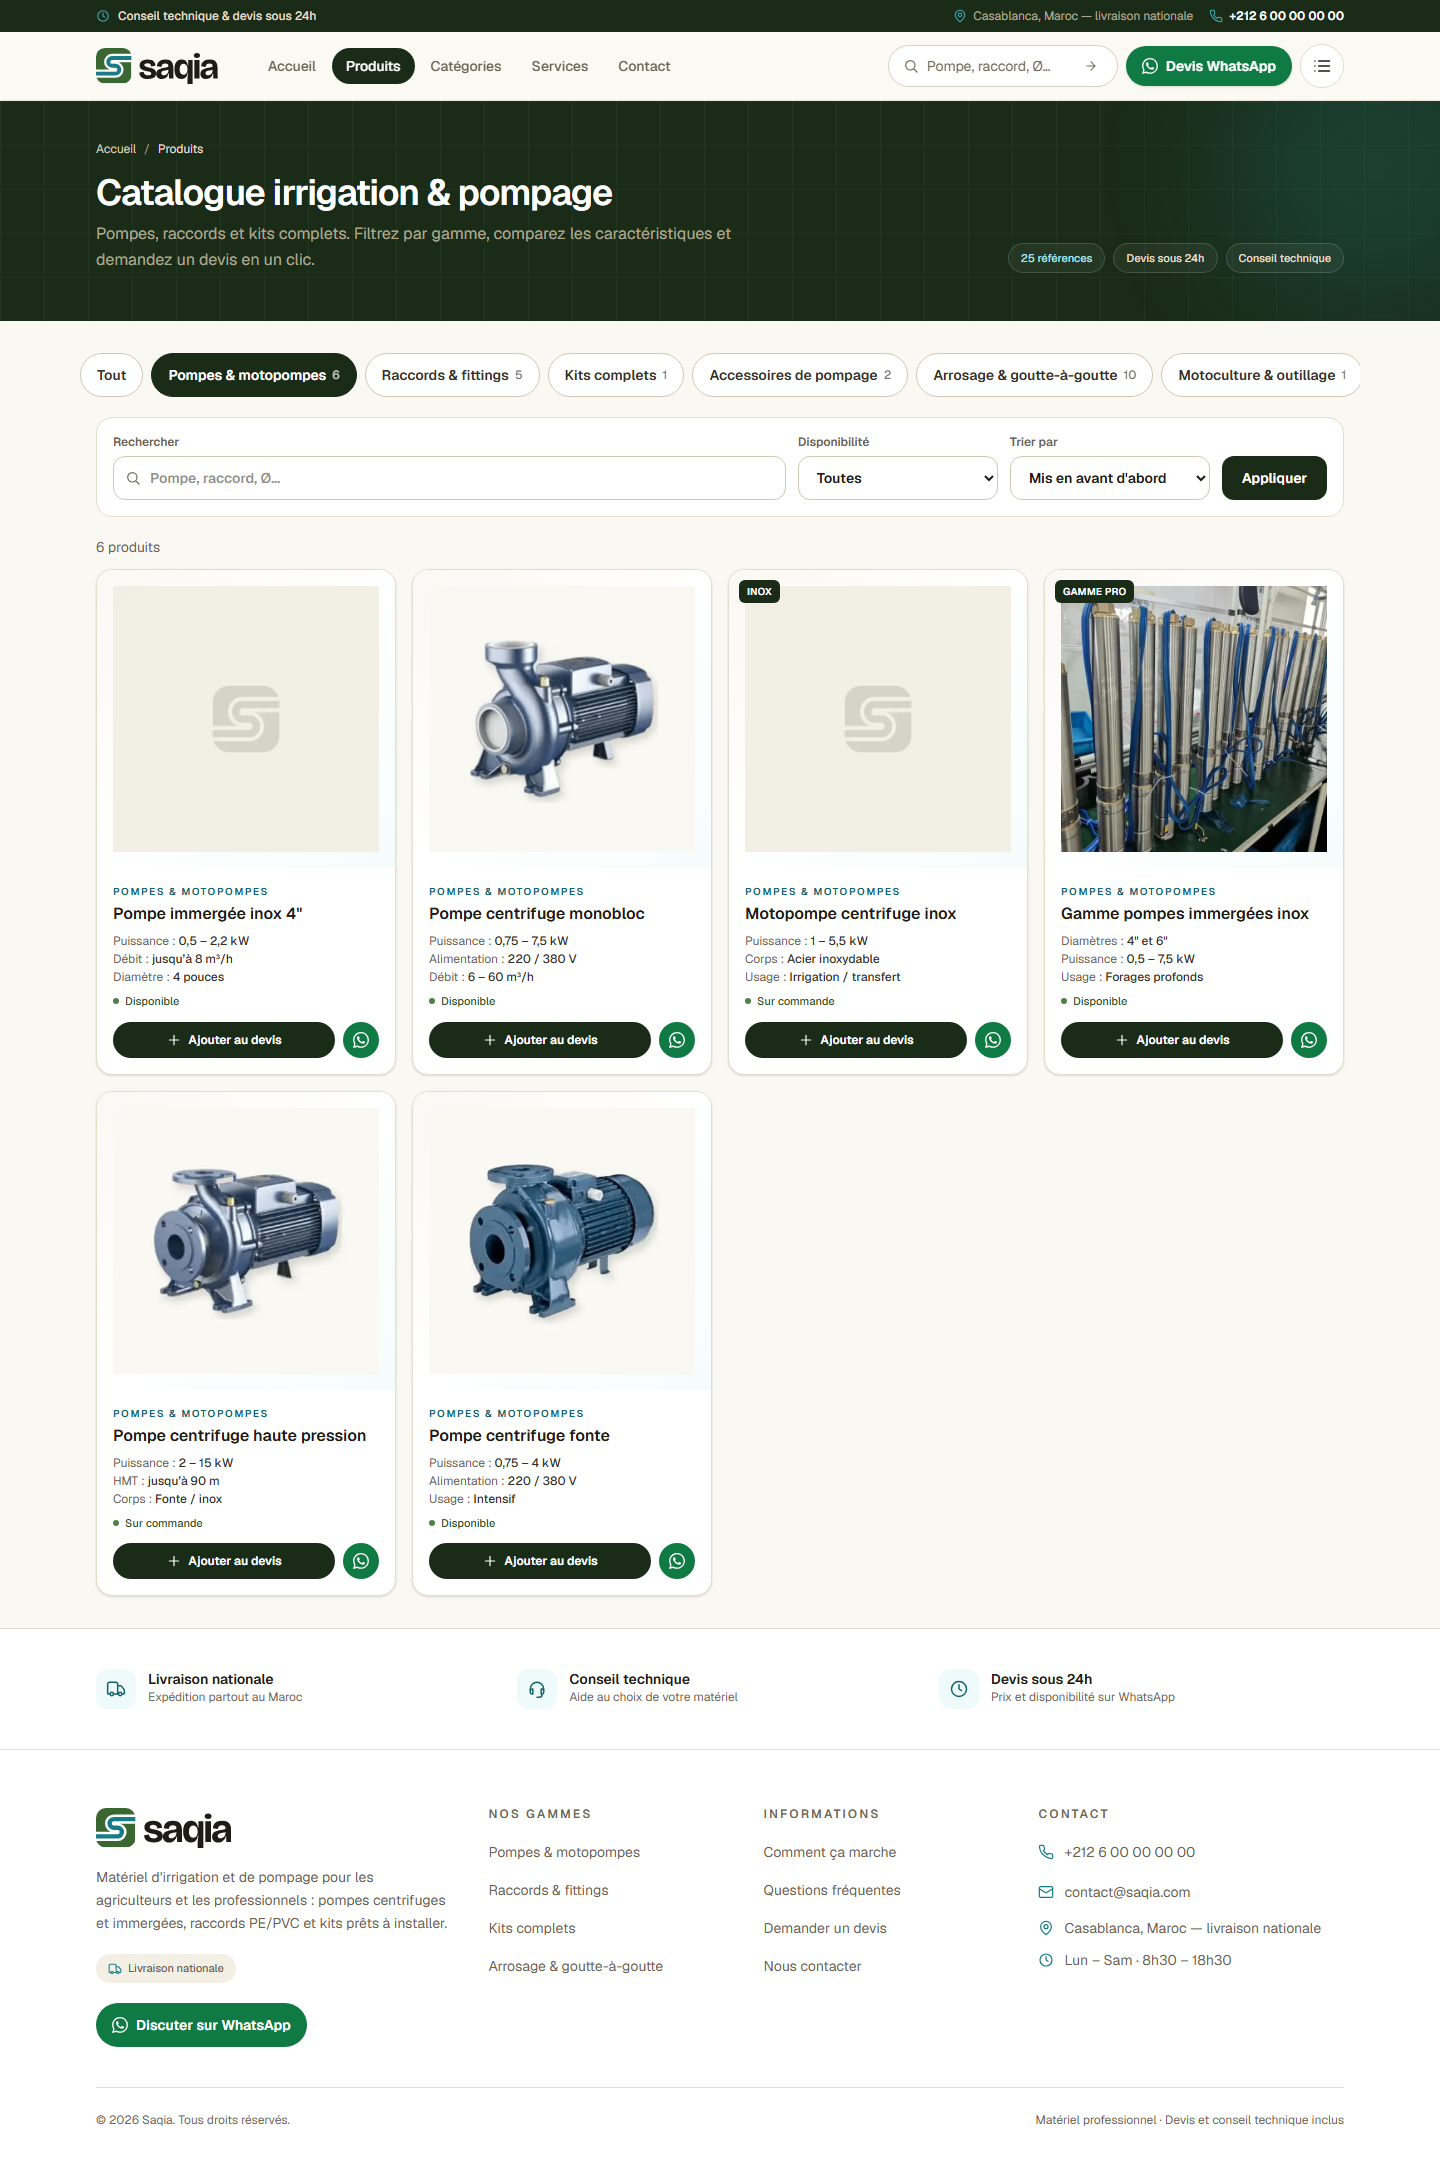 Conseil technique & devis sous 24h
Casablanca, Maroc — livraison nationale
+212 6 00 00 00 00
saqia
Accueil
Produits
Catégories
Services
Contact
Pompe, raccord, Ø...
Devis WhatsApp
Accueil / Produits
Catalogue irrigation & pompage
Pompes, raccords et kits complets. Filtrez par gamme, comparez les caractéristiques et
demandez un devis en un clic.
25 références
Devis sous 24h
Conseil technique
Tout
Pompes & motopompes 6
Raccords & fittings 5
Kits complets 1
Accessoires de pompage 2
Arrosage & goutte-à-goutte 10
Motoculture & outillage 1
Rechercher
Disponibilité
Trier par
Pompe, raccord, Ø...
Toutes
Mis en avant d'abord
Appliquer
6 produits
POMPES & MOTOPOMPES
Pompe immergée inox 4"
Puissance : 0,5 – 2,2 kW
Débit : jusqu'à 8 m³/h
Diamètre : 4 pouces
Disponible
Ajouter au devis
POMPES & MOTOPOMPES
Pompe centrifuge monobloc
Puissance : 0,75 – 7,5 kW
Alimentation : 220 / 380 V
Débit : 6 – 60 m³/h
Disponible
Ajouter au devis
INOX
POMPES & MOTOPOMPES
Motopompe centrifuge inox
Puissance : 1 – 5,5 kW
Corps : Acier inoxydable
Usage : Irrigation / transfert
Sur commande
Ajouter au devis
GAMME PRO
POMPES & MOTOPOMPES
Gamme pompes immergées inox
Diamètres : 4" et 6"
Puissance : 0,5 – 7,5 kW
Usage : Forages profonds
Disponible
Ajouter au devis
POMPES & MOTOPOMPES
Pompe centrifuge haute pression
Puissance : 2 – 15 kW
HMT : jusqu'à 90 m
Corps : Fonte / inox
Sur commande
Ajouter au devis
POMPES & MOTOPOMPES
Pompe centrifuge fonte
Puissance : 0,75 – 4 kW
Alimentation : 220 / 380 V
Usage : Intensif
Disponible
Ajouter au devis
Livraison nationale
Expédition partout au Maroc
Conseil technique
Aide au choix de votre matériel
Devis sous 24h
Prix et disponibilité sur WhatsApp
saqia
Matériel d'irrigation et de pompage pour les
agriculteurs et les professionnels : pompes centrifuges
et immergées, raccords PE/PVC et kits prêts à installer.
Livraison nationale
Discuter sur WhatsApp
NOS GAMMES
Pompes & motopompes
Raccords & fittings
Kits complets
Arrosage & goutte-à-goutte
INFORMATIONS
Comment ça marche
Questions fréquentes
Demander un devis
Nous contacter
CONTACT
+212 6 00 00 00 00
contact@saqia.com
Casablanca, Maroc — livraison nationale
Lun – Sam · 8h30 – 18h30
© 2026 Saqia. Tous droits réservés.
Matériel professionnel · Devis et conseil technique inclus